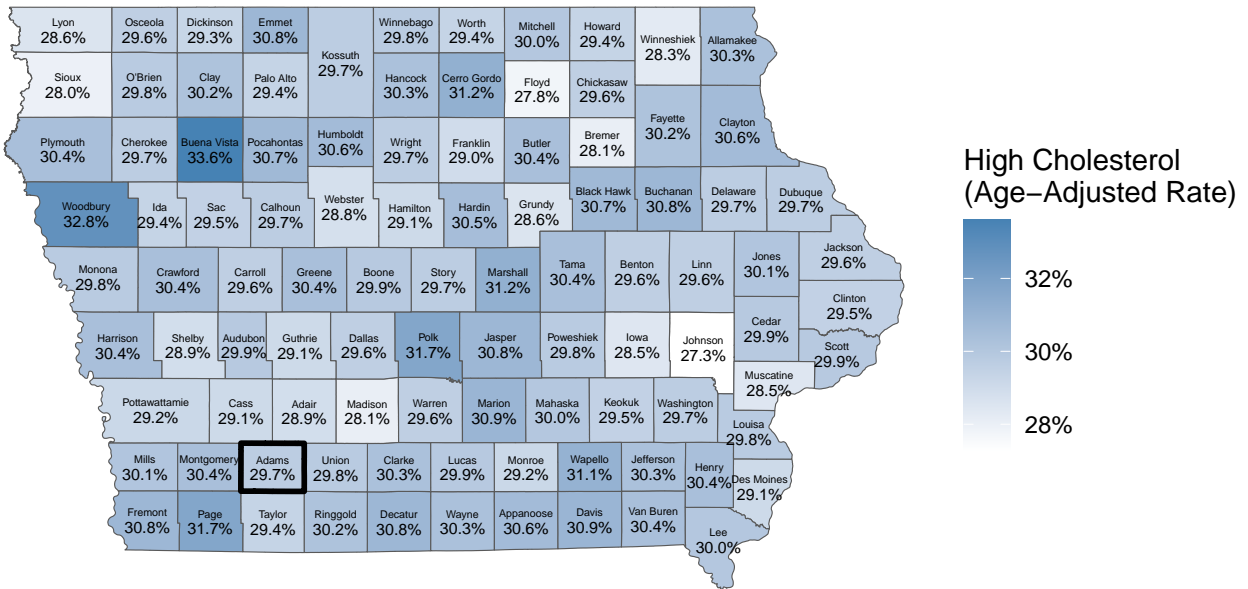 Lyon
28.6%
Osceola
29.6%
Dickinson
29.3%
Emmet
30.8%
Kossuth
29.7%
Winnebago
29.8%
Worth
29.4%
Mitchell
30.0%
Howard
29.4%
Winneshiek
28.3%
Allamakee
30.3%
Sioux
28.0%
O'Brien
29.8%
Clay
30.2%
Palo Alto
29.4%
Hancock
30.3%
Cerro Gordo
31.2%
Floyd
27.8%
Chickasaw
29.6%
Fayette
30.2%
Clayton
30.6%
Plymouth
30.4%
Cherokee
29.7%
Buena Vista
33.6%
Pocahontas
30.7%
Humboldt
30.6%
Wright
29.7%
Franklin
29.0%
Butler
30.4%
Bremer
28.1%
Woodbury
32.8%
Ida
29.4%
Sac
29.5%
Calhoun
29.7%
Webster
28.8%
Hamilton
29.1%
Hardin
30.5%
Grundy
28.6%
Black Hawk
30.7%
Buchanan
30.8%
Delaware
29.7%
Dubuque
29.7%
Monona
29.8%
Crawford
30.4%
Carroll
29.6%
Greene
30.4%
Boone
29.9%
Story
29.7%
Marshall
31.2%
Tama
30.4%
Benton
29.6%
Linn
29.6%
Jones
30.1%
Jackson
29.6%
Clinton
29.5%
Harrison
30.4%
Shelby
28.9%
Audubon
29.9%
Guthrie
29.1%
Dallas
29.6%
Polk
31.7%
Jasper
30.8%
Poweshiek
29.8%
Iowa
28.5%
Johnson
27.3%
Cedar
29.9%
Scott
29.9%
Muscatine
28.5%
Pottawattamie
29.2%
Cass
29.1%
Adair
28.9%
Madison
28.1%
Warren
29.6%
Marion
30.9%
Mahaska
30.0%
Keokuk
29.5%
Washington
29.7%
Louisa
29.8%
Mills
30.1%
Montgomery
30.4%
Adams
29.7%
Union
29.8%
Clarke
30.3%
Lucas
29.9%
Monroe
29.2%
Wapello
31.1%
Jefferson
30.3%
Henry
30.4%
Des Moines
29.1%
Fremont
30.8%
Page
31.7%
Taylor
29.4%
Ringgold
30.2%
Decatur
30.8%
Wayne
30.3%
Appanoose
30.6%
Davis
30.9%
Van Buren
30.4%
Lee
30.0%
High Cholesterol
(Age−Adjusted Rate)
32%
30%
28%